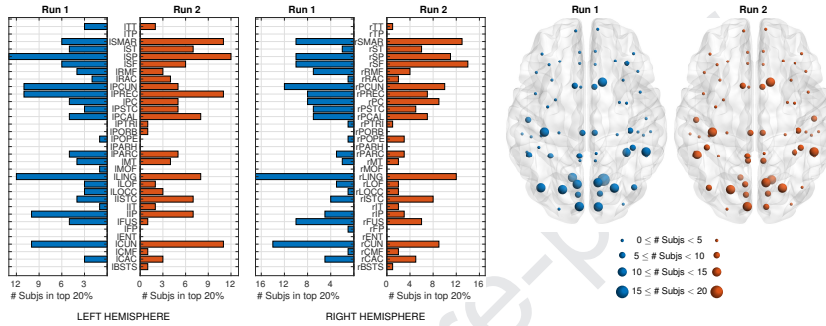 Run 1
Run 2
Run 1
Run 2
Run 1
Run 2
lTT
lTP
lSMAR
lST
lSP
lSF
lRMF
lRAC
lPCUN
lPREC
lPC
lPSTC
lPCAL
lPTRI
lPORB
lPOPE
lPARH
lPARC
lMT
lMOF
lLING
lLOF
lLOCC
lISTC
lIT
lIP
lFUS
lFP
lENT
lCUN
lCMF
lCAC
lBSTS
12 9 6 3 0
0 3 6 9 12
# Subjs in top 20%
# Subjs in top 20%
LEFT HEMISPHERE
rTT
rTP
rSMAR
rST
rSP
rSF
rRMF
rRAC
rPCUN
rPREC
rPC
rPSTC
rPCAL
rPTRI
rPORB
rPOPE
rPARH
rPARC
rMT
rMOF
rLING
rLOF
rLOCC
rISTC
rIT
rIP
rFUS
rFP
rENT
rCUN
rCMF
rCAC
rBSTS
16 12 8 4 0
0 4 8 12 16
# Subjs in top 20%
# Subjs in top 20%
RIGHT HEMISPHERE
0 ≤ # Subjs < 5
5 ≤ # Subjs < 10
10 ≤ # Subjs < 15
15 ≤ # Subjs < 20